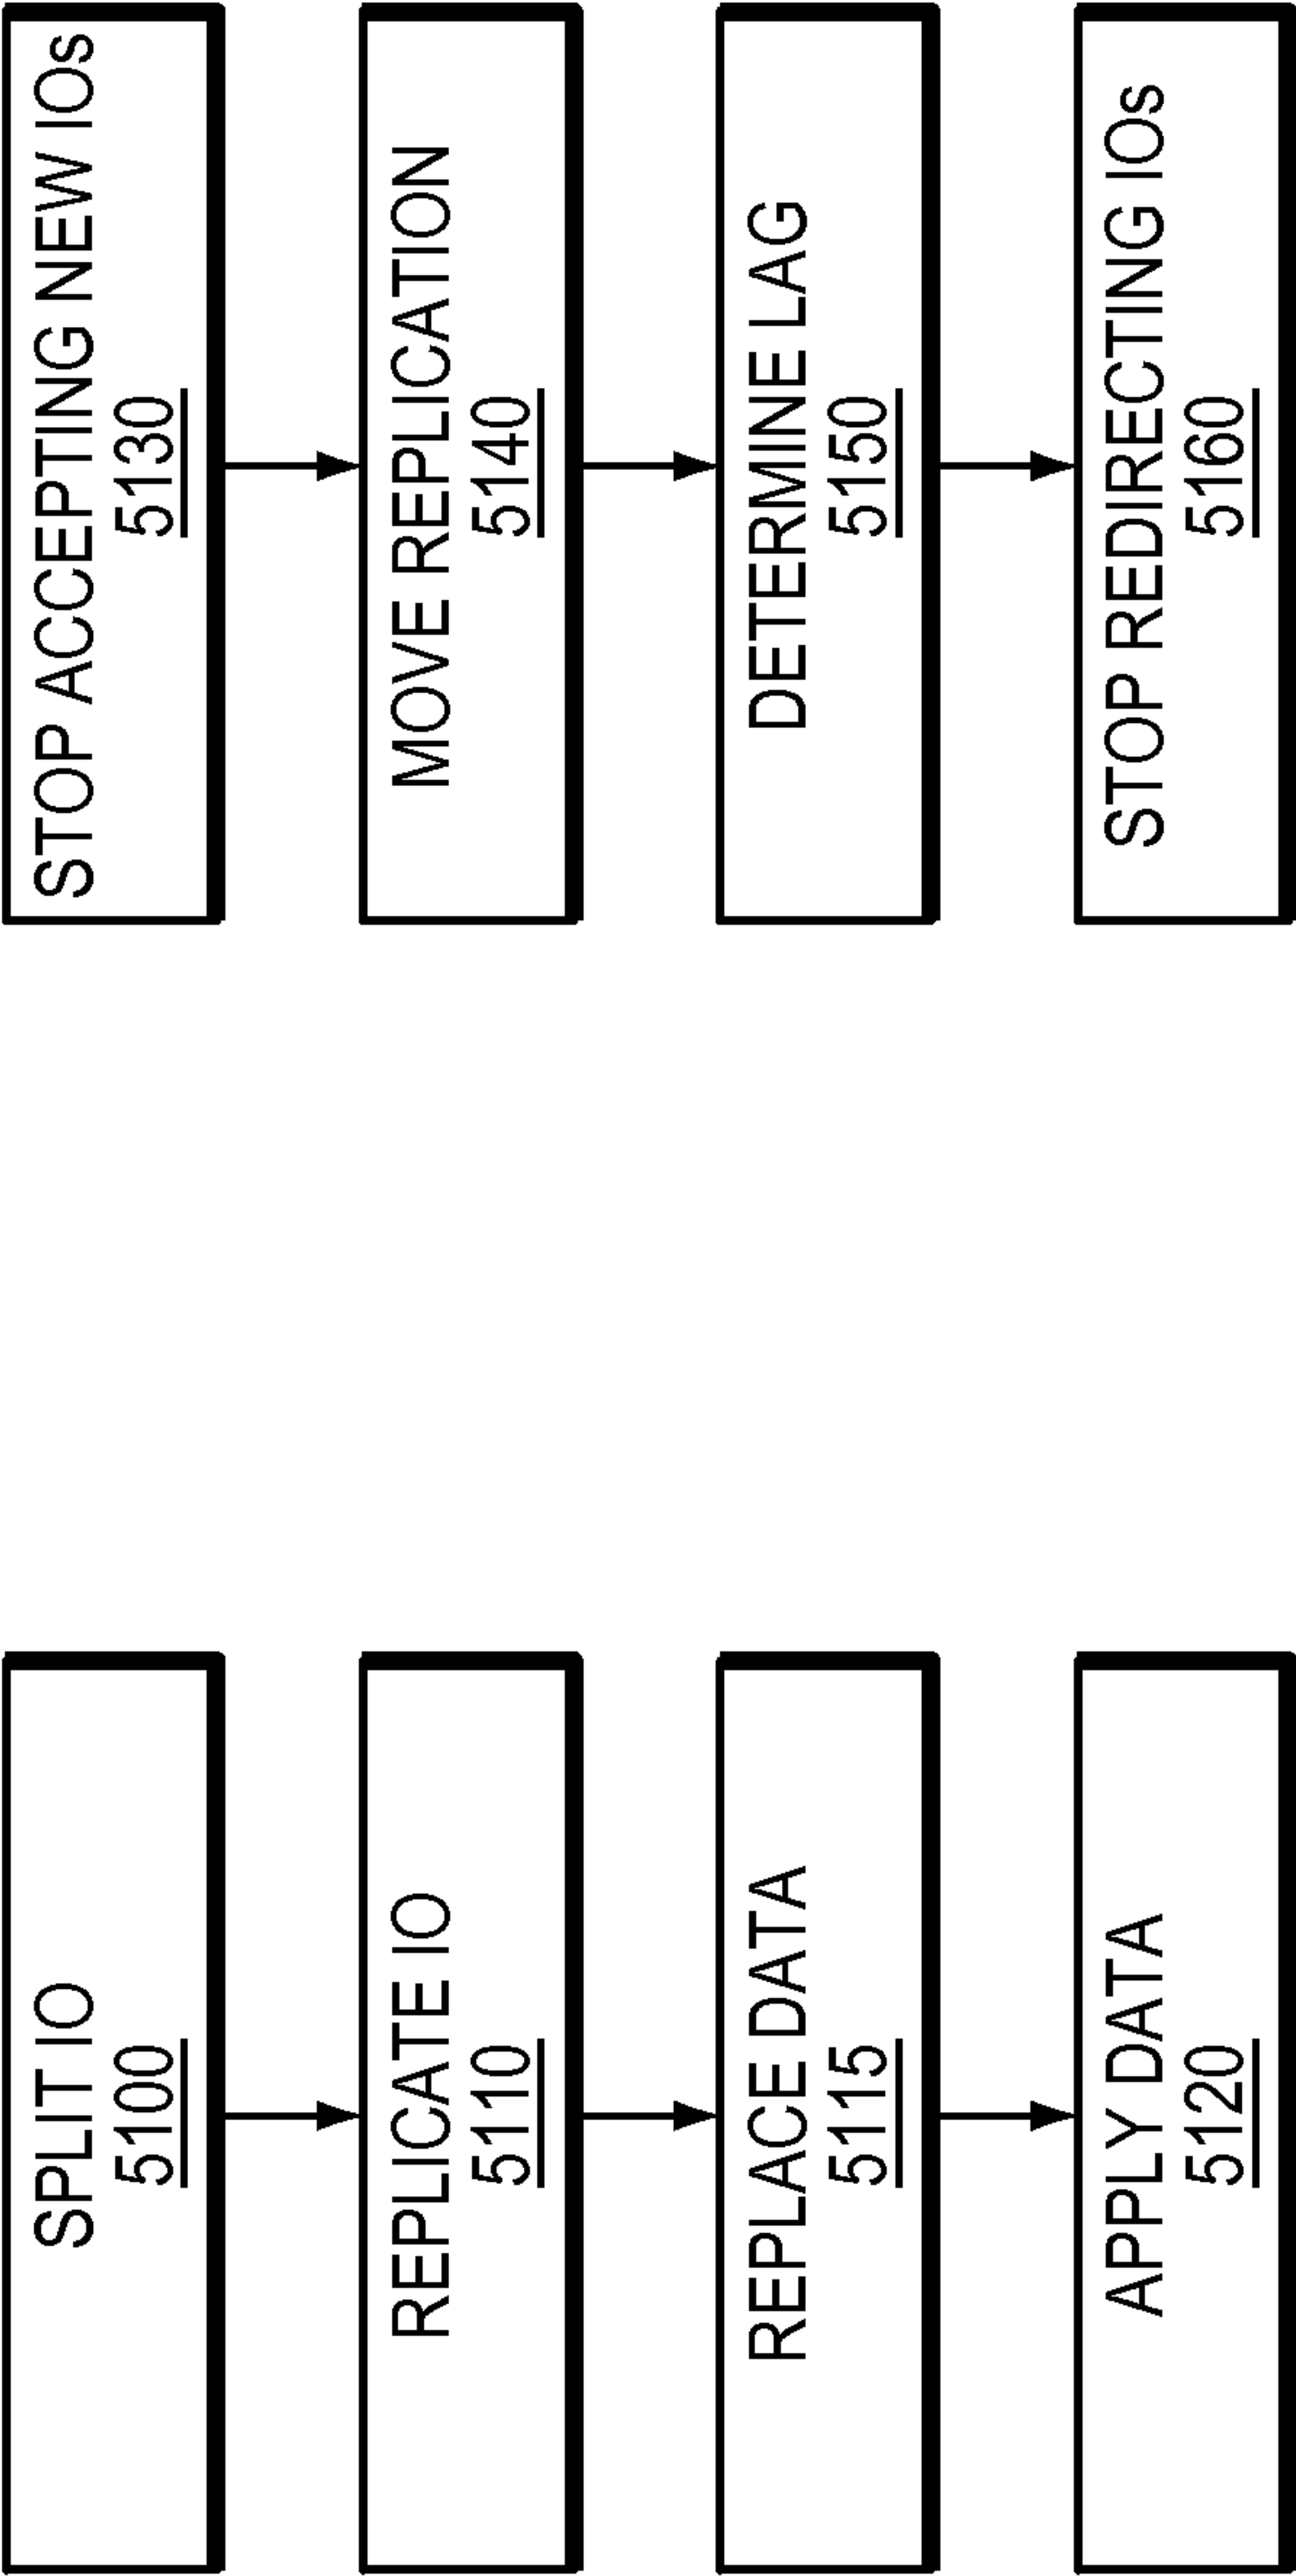 SPLIT IO
5100
REPLICATE IO
5110
REPLACE DATA
5115
APPLY DATA
5120
STOP ACCEPTING NEW IOs
5130
MOVE REPLICATION
5140
DETERMINE LAG
5150
STOP REDIRECTING IOs
5160